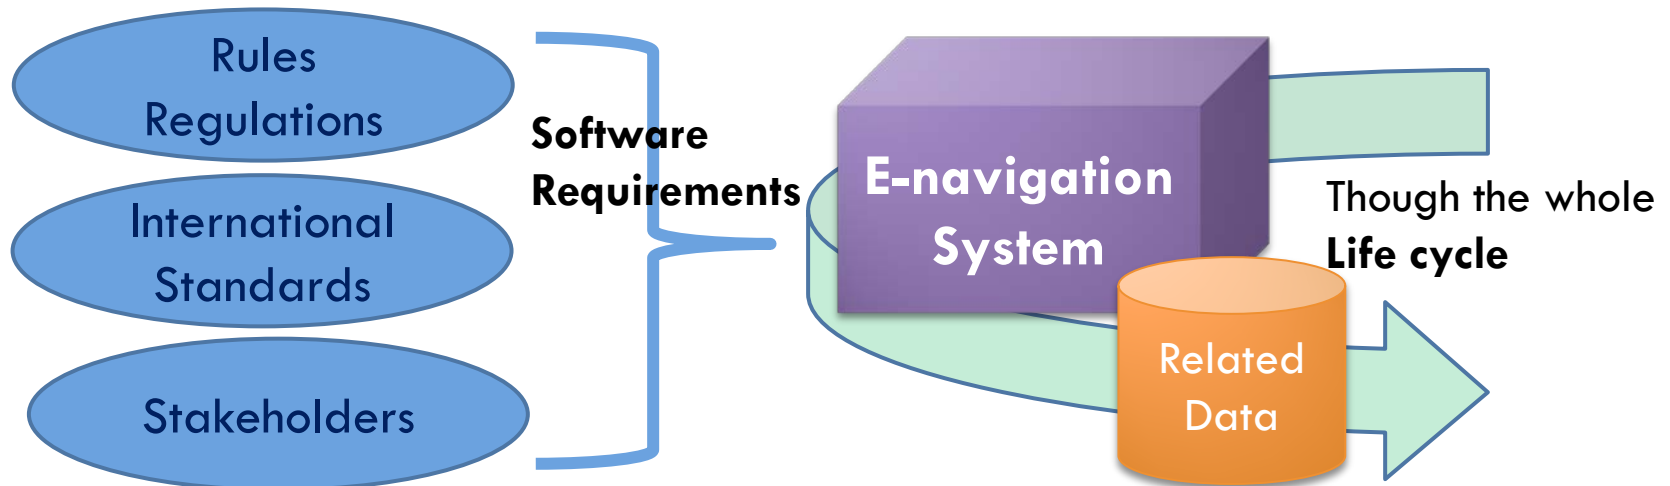 Rules
Regulations
International
Standards
Stakeholders
Software
Requirements
E-navigation
System
Related
Data
Though the whole
Life cycle